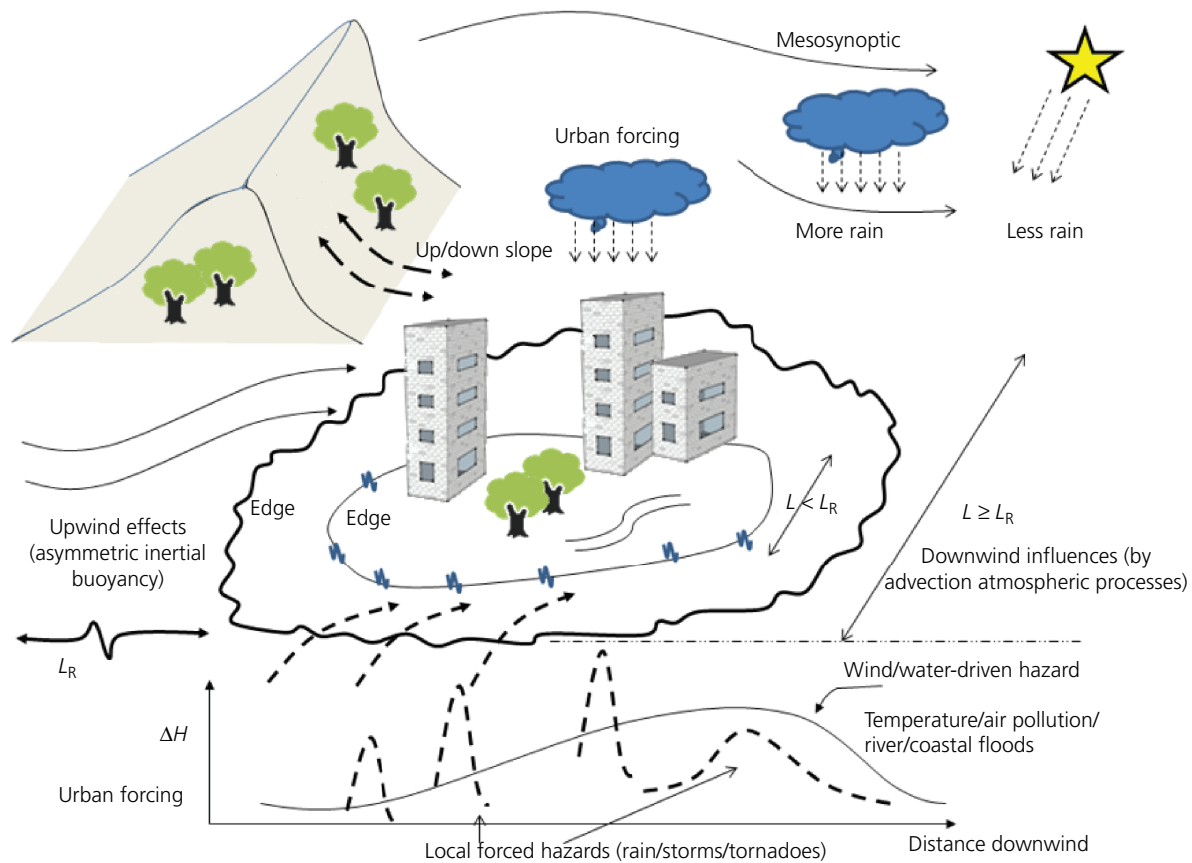 Mesosynoptic
Urban forcing
Up/down slope
More rain
Less rain
Edge
Edge
L < LR
L ≥ LR
Upwind effects
(asymmetric inertial
buoyancy)
Downwind influences (by
advection atmospheric processes)
LR
Wind/water-driven hazard
ΔH
Temperature/air pollution/
river/coastal floods
Urban forcing
Distance downwind
Local forced hazards (rain/storms/tornadoes)